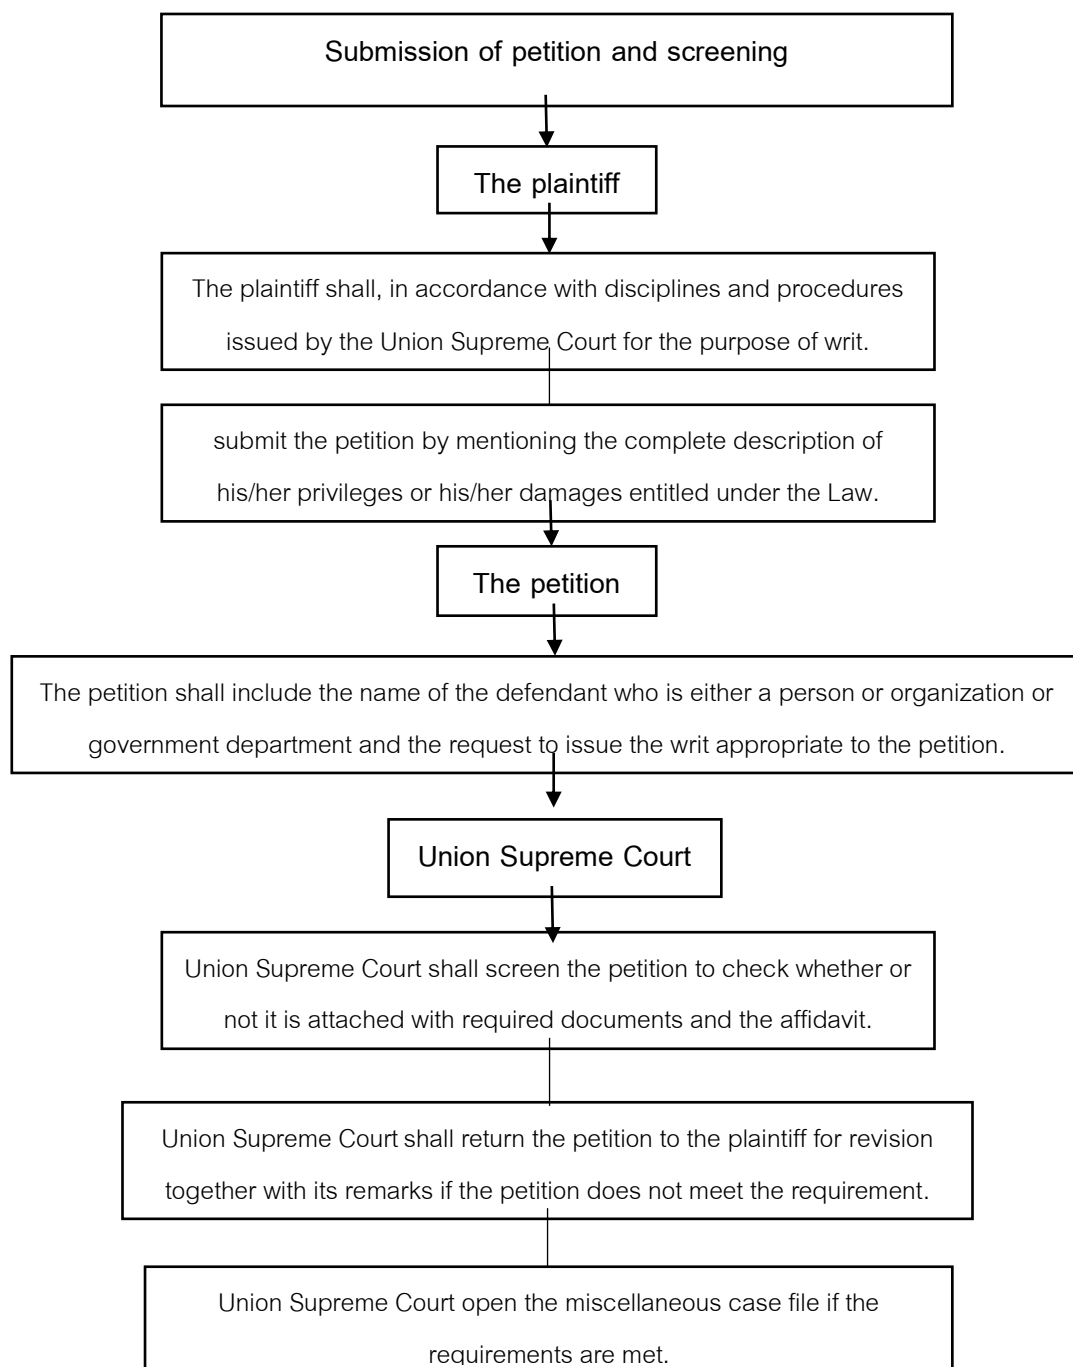 Submission of petition and screening
The plaintiff
The plaintiff shall, in accordance with disciplines and procedures
issued by the Union Supreme Court for the purpose of writ.
submit the petition by mentioning the complete description of
his/her privileges or his/her damages entitled under the Law.
The petition
The petition shall include the name of the defendant who is either a person or organization or
government department and the request to issue the writ appropriate to the petition.
Union Supreme Court
Union Supreme Court shall screen the petition to check whether or
not it is attached with required documents and the affidavit.
Union Supreme Court shall return the petition to the plaintiff for revision
together with its remarks if the petition does not meet the requirement.
Union Supreme Court open the miscellaneous case file if the
requirements are met.